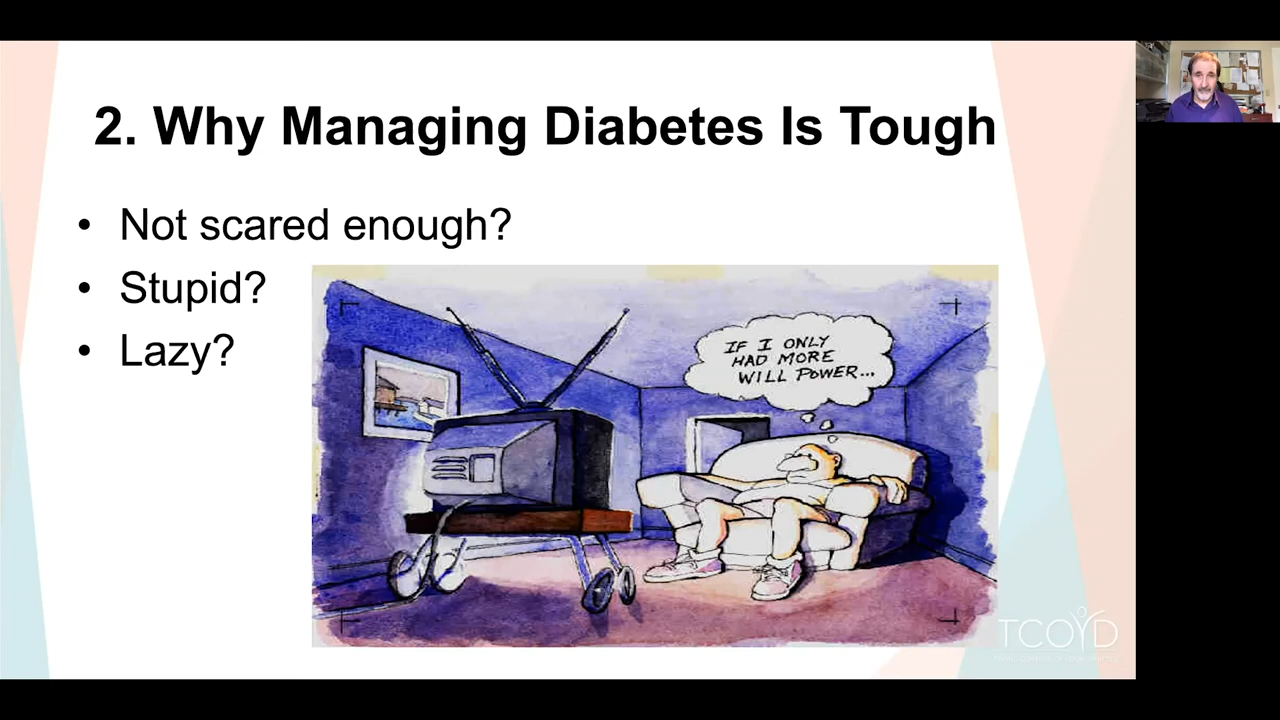 2. Why Managing Diabetes Is Tough
• Not scared enough?
• Stupid?
• Lazy?
IF I ONLY
HAD MORE
WILL POWER...
TCOYD